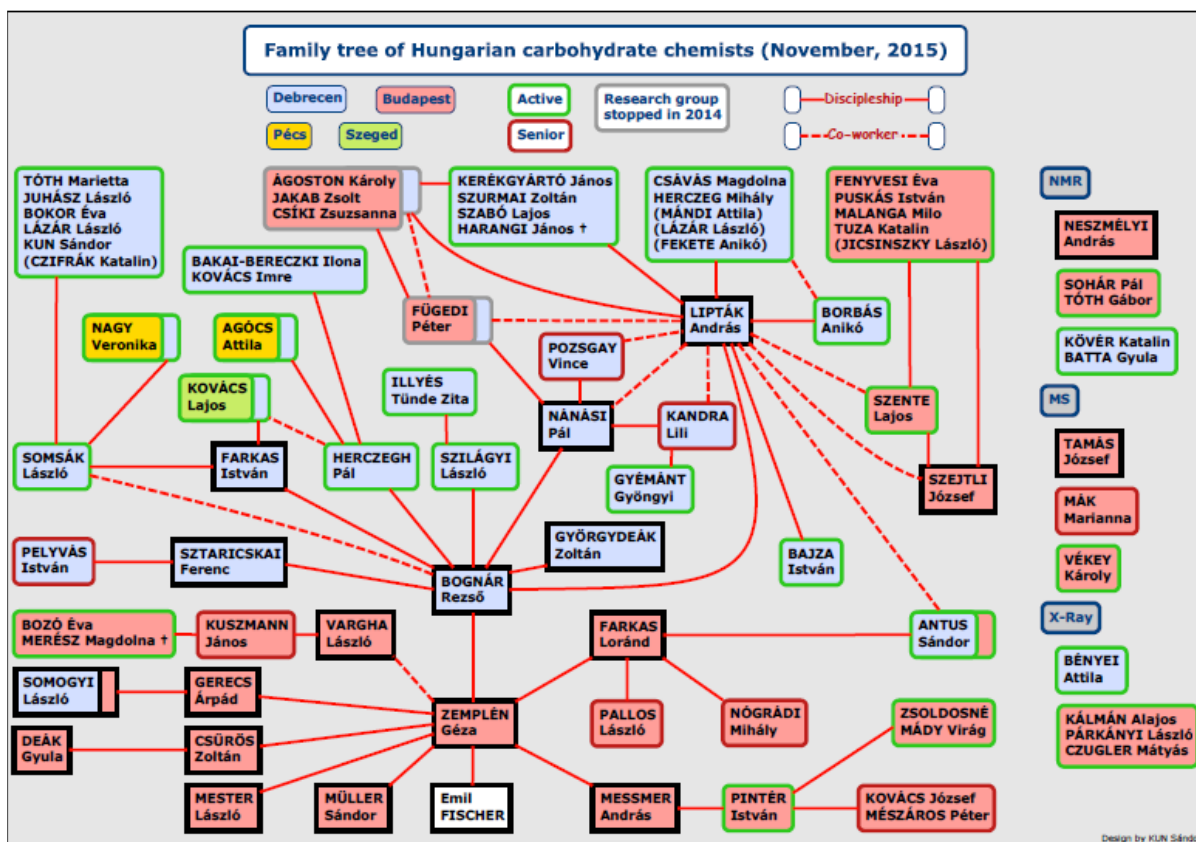 Family tree of Hungarian carbohydrate chemists (November, 2015)
Debrecen
Budapest
Active
Research group
stopped in 2014
Discipleship
Pécs
Szeged
Senior
Co-worker
TÓTH Marietta
JUHÁSZ László
BOKOR Éva
LÁZÁR László
KUN Sándor
(CZIFRÁK Katalin)
ÁGOSTON Károly
JAKAB Zsolt
CSÍKI Zsuzsanna
KERÉKGYÁRTÓ János
SZURMAI Zoltán
SZABÓ Lajos
HARANGI János †
CSÁVÁS Magdolna
HERCZEG Mihály
(MÁNDI Attila)
(LÁZÁR László)
(FEKETE Anikó)
FENYVESI Éva
PUSKÁS István
MALANGA Milo
TUZA Katalin
(JICSINSZKY László)
NMR
NESZMÉLYI
András
BAKAI-BERECZKI Ilona
KOVÁCS Imre
SOHÁR Pál
TÓTH Gábor
NAGY
Veronika
AGÓCS
Attila
FÜGEDI
Péter
LIPTÁK
András
BORBÁS
Anikó
KÖVÉR Katalin
BATTA Gyula
POZSGAY
Vince
KOVÁCS
Lajos
ILLYÉS
Tünde Zita
NÁNÁSI
Pál
KANDRA
Lili
SZENTE
Lajos
MS
TAMÁS
József
SOMSÁK
László
FARKAS
István
HERCZEGH
Pál
SZILÁGYI
László
GYÉMÁNT
Gyöngyi
SZEJTLI
József
MÁK
Marianna
PELYVÁS
István
SZTARICSKAI
Ferenc
BOGNÁR
Rezső
GYÖRGYDEÁK
Zoltán
BAJZA
István
VÉKEY
Károly
X-Ray
BOZÓ Éva
MERÉSZ Magdolna †
KUSZMANN
János
VARGHA
László
FARKAS
Loránd
ANTUS
Sándor
BÉNYEI
Attila
SOMOGYI
László
GERECS
Árpád
ZEMPLÉN
Géza
PALLOS
László
NÓGRÁDI
Mihály
ZSOLDOSNÉ
MÁDY Virág
KÁLMÁN Alajos
PÁRKÁNYI László
CZUGLER Mátyás
DEÁK
Gyula
CSŰRÖS
Zoltán
MESTER
László
MÜLLER
Sándor
Emil
FISCHER
MESSMER
András
PINTÉR
István
KOVÁCS József
MÉSZÁROS Péter
Design by KUN Sándor